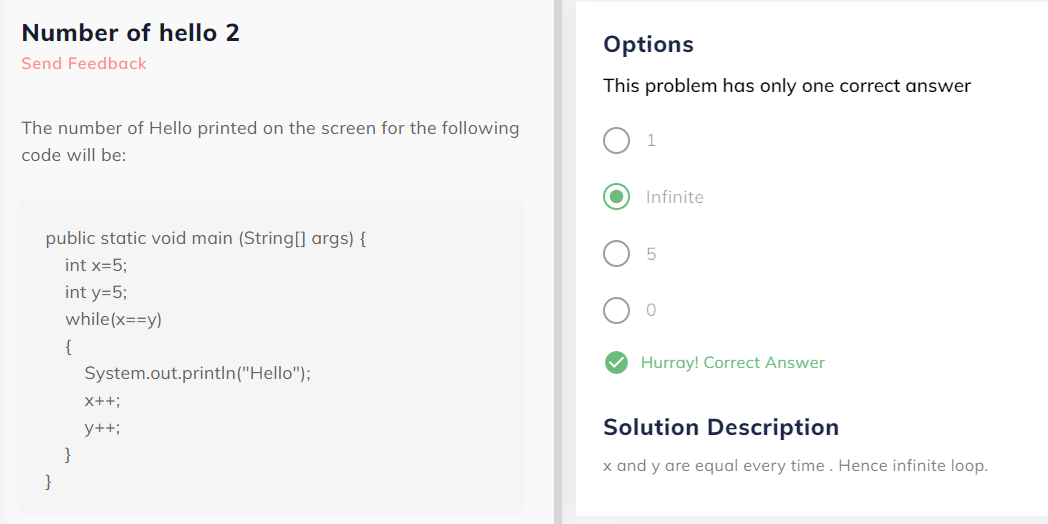 Number of hello 2
Send Feedback
The number of Hello printed on the screen for the following
code will be:
public static void main (String[] args) {
int x=5;
int y=5;
while(x==y)
{
System.out.println("Hello");
x++;
y++;
}
}
Options
This problem has only one correct answer
1
Infinite
5
0
Hurray! Correct Answer
Solution Description
x and y are equal every time . Hence infinite loop.